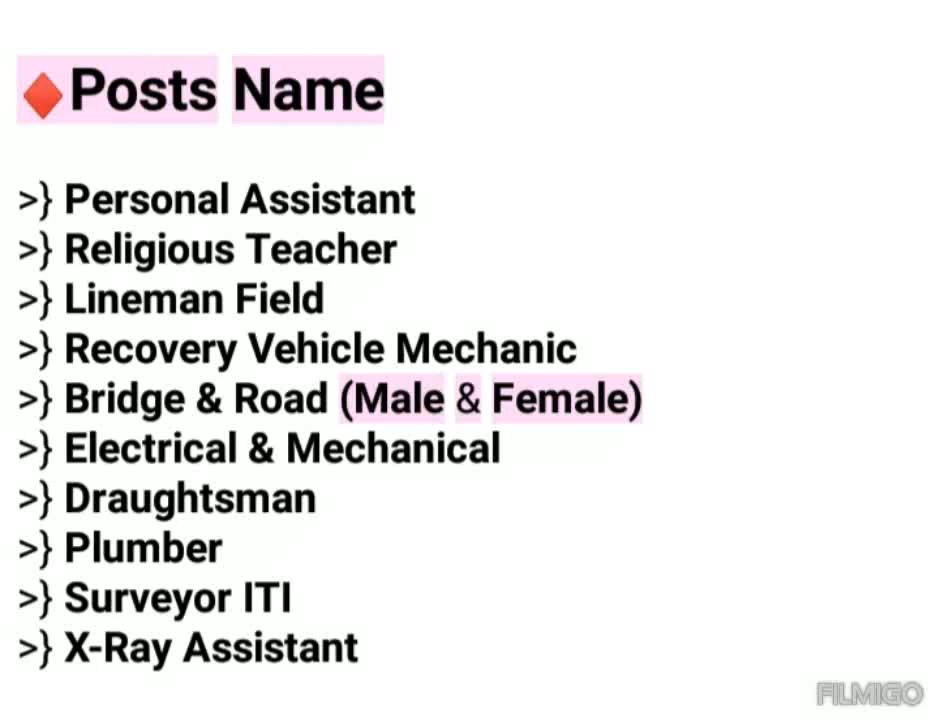 ♦Posts Name
>} Personal Assistant
>} Religious Teacher
>} Lineman Field
>} Recovery Vehicle Mechanic
>} Bridge & Road (Male & Female)
>} Electrical & Mechanical
>} Draughtsman
>} Plumber
>} Surveyor ITI
>} X-Ray Assistant
FILMIGO